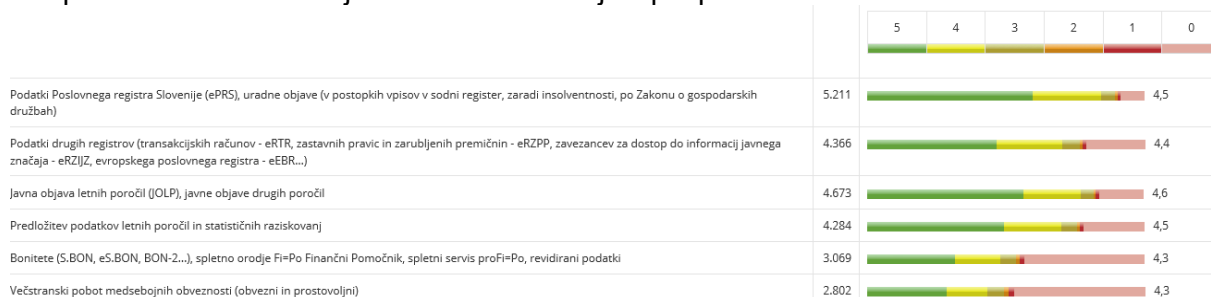 5 4 3 2 1 0
Podatki Poslovnega registra Slovenije (ePRS), uradne objave (v postopkih vpisov v sodni register, zaradi insolventnosti, po Zakonu o gospodarskih 5.211 4,5
družbah)
Podatki drugih registrov (transakcijskih računov - eRTR, zastavnih pravic in zarubljenih premičnin - eRZPP, zavezancev za dostop do informacij javnega 4.366 4,4
značaja - eRZIJZ, evropskega poslovnega registra - eEBR...)
Javna objava letnih poročil (JOLP), javne objave drugih poročil 4.673 4,6
Predložitev podatkov letnih poročil in statističnih raziskovanj 4.284 4,5
Bonitete (S.BON, eS.BON, BON-2...), spletno orodje Fi=Po Finančni Pomočnik, spletni servis proFi=Po, revidirani podatki 3.069 4,3
Večstranski pobot medsebojnih obveznosti (obvezni in prostovoljni) 2.802 4,3